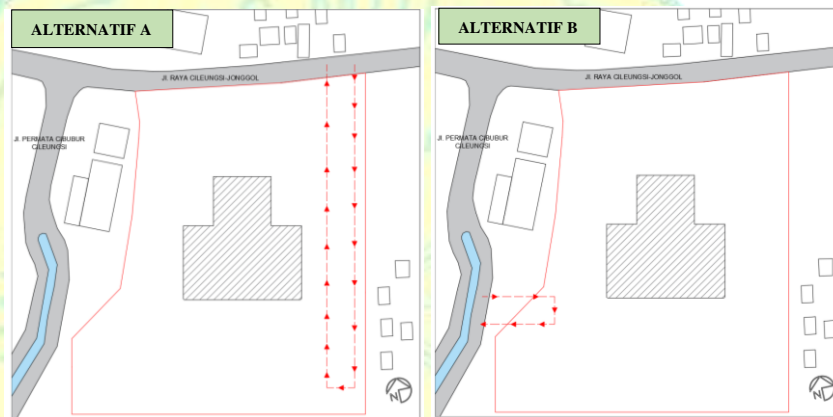 ALTERNATIF A
JL. RAYA CILEUNGSI-JONGGOL
JL. PERMATA CIBUBUR
CILEUNGSI
N
ALTERNATIF B
JL. RAYA CILEUNGSI-JONGGOL
JL. PERMATA CIBUBUR
CILEUNGSI
N